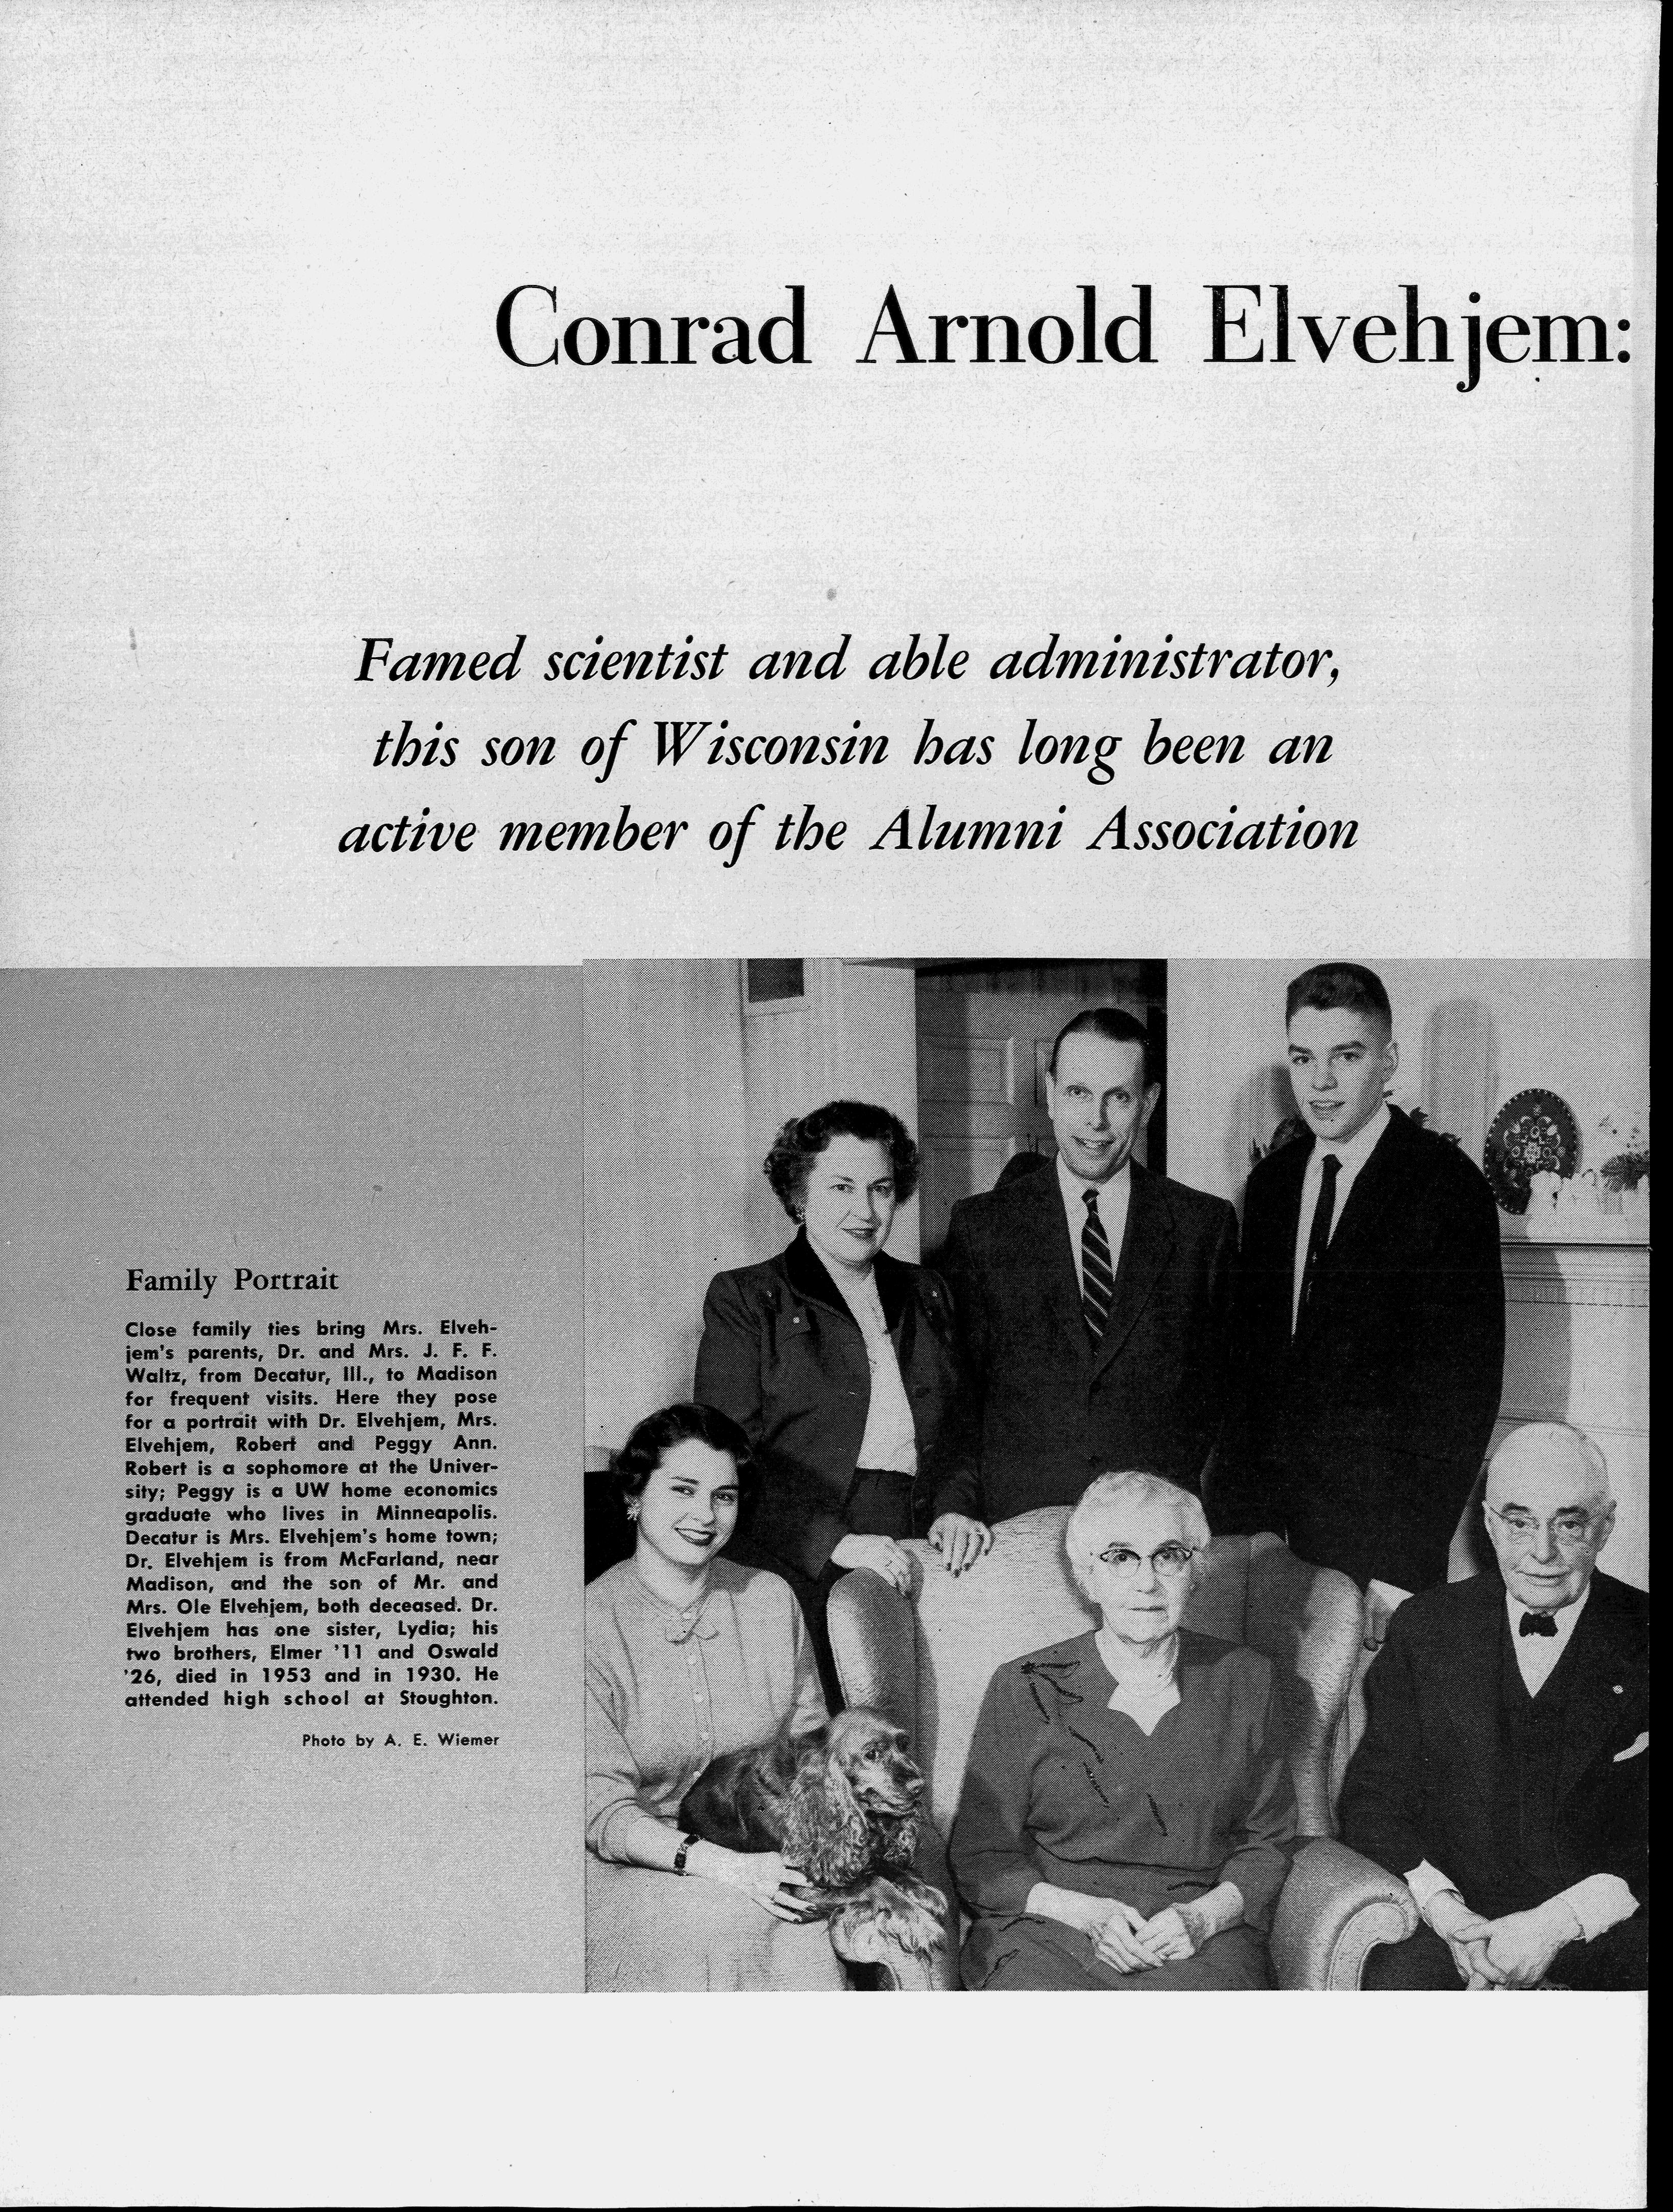 Conrad Arnold Elvehjem:
Famed scientist and able administrator,
this son of Wisconsin has long been an
active member of the Alumni Association
Family Portrait
Close family ties bring Mrs. Elveh-
jem's parents, Dr. and Mrs. J. F. F.
Waltz, from Decatur, Ill., to Madison
for frequent visits. Here they pose
for a portrait with Dr. Elvehjem, Mrs.
Elvehjem, Robert and Peggy Ann.
Robert is a sophomore at the Univer-
sity; Peggy is a UW home economics
graduate who lives in Minneapolis.
Decatur is Mrs. Elvehjem's home town;
Dr. Elvehjem is from McFarland, near
Madison, and the son of Mr. and
Mrs. Ole Elvehjem, both deceased. Dr.
Elvehjem has one sister, Lydia; his
two brothers, Elmer '11 and Oswald
'26, died in 1953 and in 1930. He
attended high school at Stoughton.
Photo by A. E. Wiemer